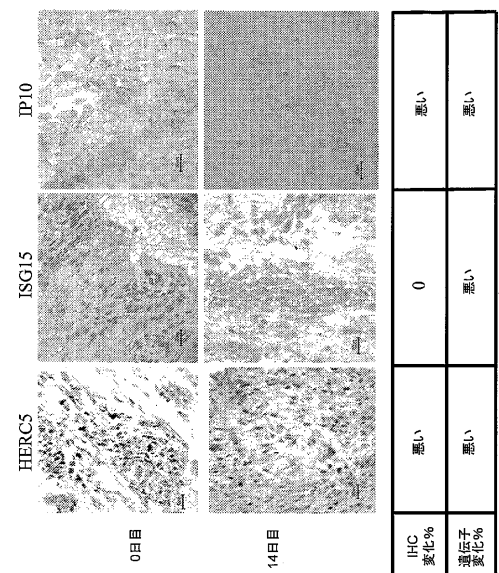 HERC5 ISG15 IP10
0日目
14日目
IHC
変化%
悪い 0 悪い
遺伝子
変化%
悪い 悪い 悪い